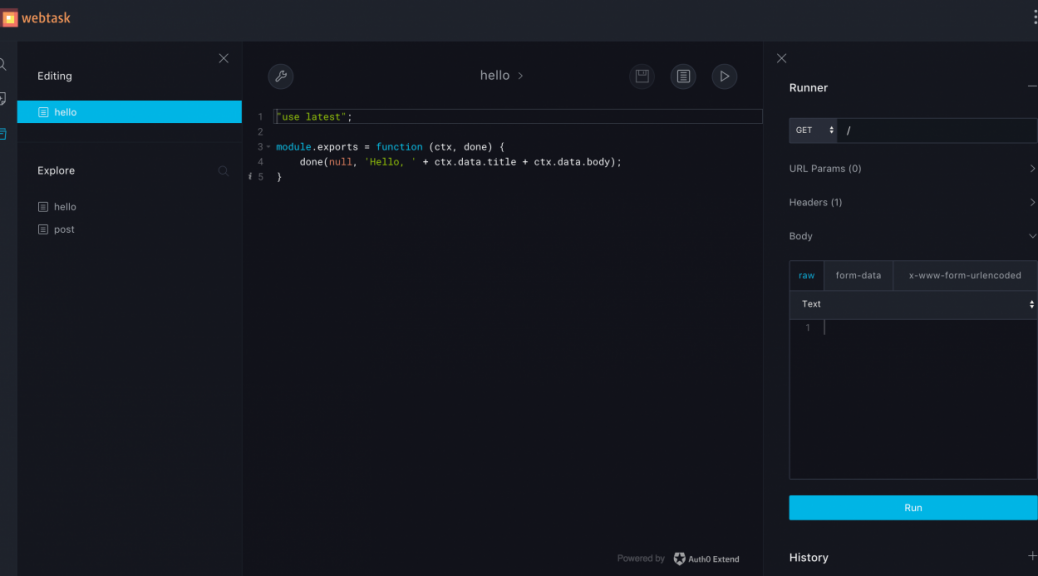 webtask
Editing
hello
Explore
hello
post
hello >
1 "use latest";
2
3 module.exports = function (ctx, done) {
4 done(null, 'Hello, ' + ctx.data.title + ctx.data.body);
i 5 }
Powered by Auth0 Extend
Runner
GET /
URL Params (0)
Headers (1)
Body
raw form-data x-www-form-urlencoded
Text
1
Run
History